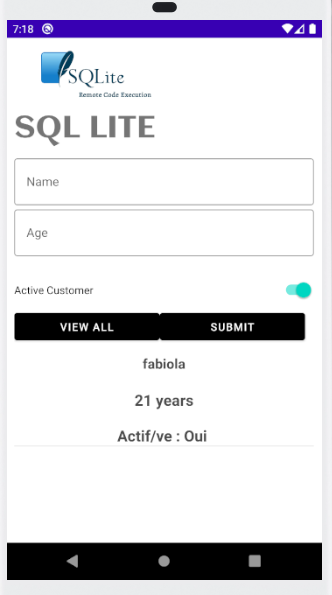 7:18
SQLite
Remote Code Execution
SQL LITE
Name
Age
Active Customer
VIEW ALL SUBMIT
fabiola
21 years
Actif/ve : Oui